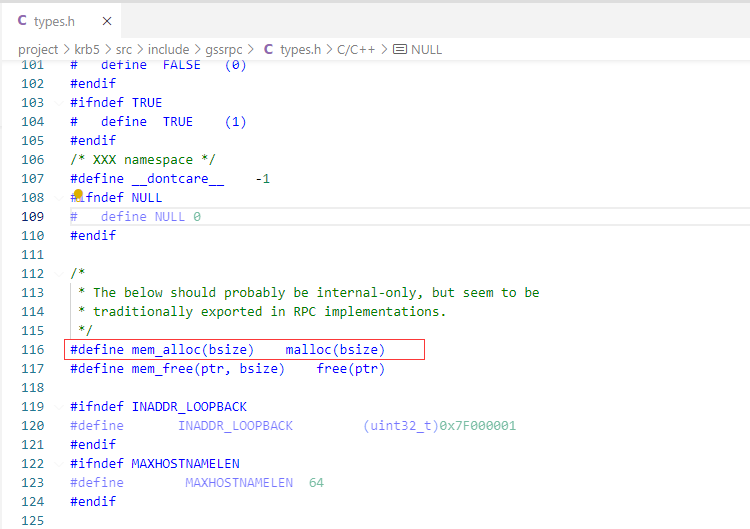 C types.h ×
project > krb5 > src > include > gssrpc > C types.h > C/C++ > NULL
101 #   define  FALSE   (0)
102 #endif
103 #ifndef TRUE
104 #   define  TRUE    (1)
105 #endif
106 /* XXX namespace */
107 #define __dontcare__    -1
108 #ifndef NULL
109 #   define NULL 0
110 #endif
111
112 /*
113  * The below should probably be internal-only, but seem to be
114  * traditionally exported in RPC implementations.
115  */
116 #define mem_alloc(bsize)    malloc(bsize)
117 #define mem_free(ptr, bsize)    free(ptr)
118
119 #ifndef INADDR_LOOPBACK
120 #define       INADDR_LOOPBACK         (uint32_t)0x7F000001
121 #endif
122 #ifndef MAXHOSTNAMELEN
123 #define        MAXHOSTNAMELEN  64
124 #endif
125